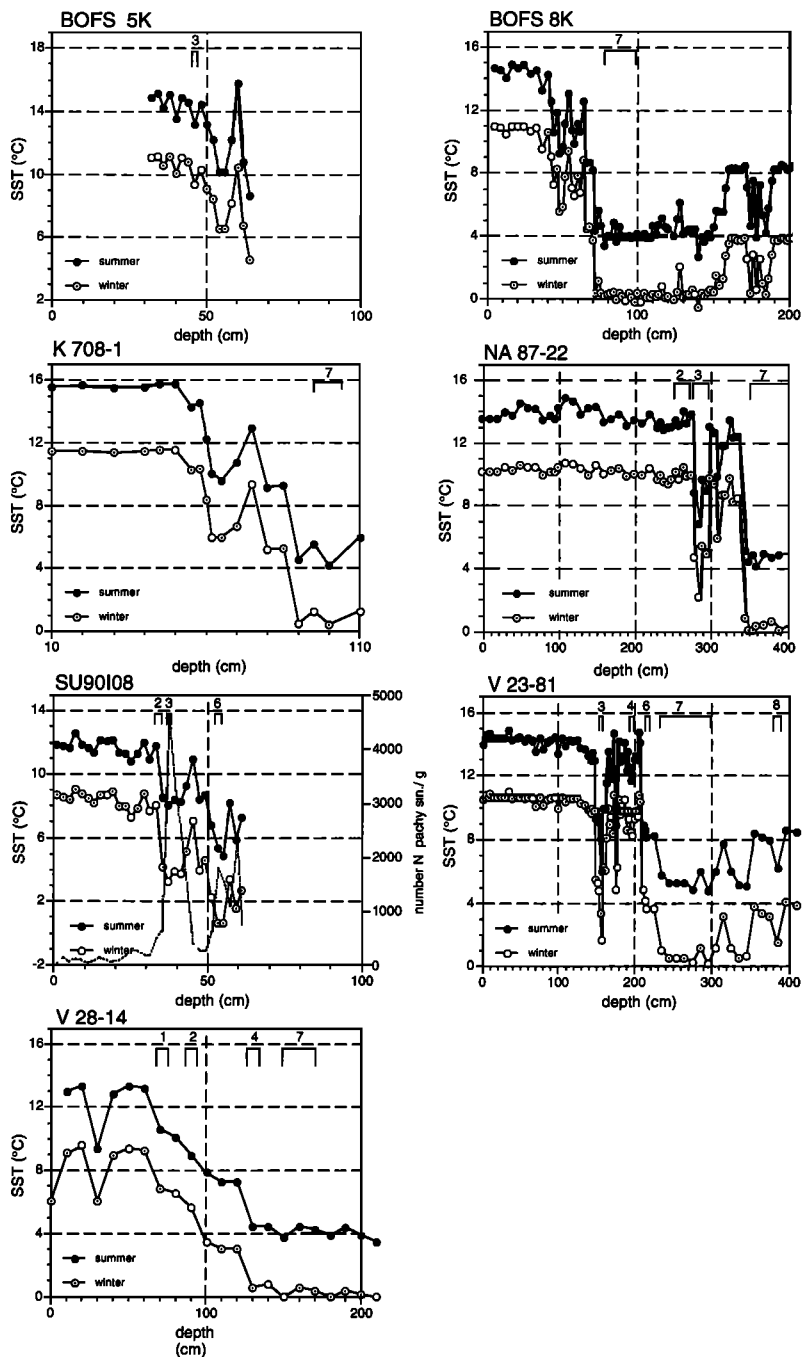 BOFS 5K
18
14
10
6
2
SST (°C)
3
summer
winter
0
50
100
depth (cm)
BOFS 8K
16
12
8
4
0
SST (°C)
7
summer
winter
0
100
200
depth (cm)
K 708-1
16
12
8
4
0
SST (°C)
7
summer
winter
10
110
depth (cm)
NA 87-22
16
12
8
4
0
SST (°C)
2 3 7
summer
winter
0
100
200
300
400
depth (cm)
SU90I08
14
10
6
2
-2
SST (°C)
2 3 6
summer
winter
5000
4000
3000
2000
1000
0
number N pachy sin./ g
0
50
100
depth (cm)
V 23-81
16
12
8
4
0
SST (°C)
3 4 6 7 8
summer
winter
0
100
200
300
400
depth (cm)
V 28-14
16
12
8
4
0
SST (°C)
1 2 4 7
summer
winter
0
100
200
depth
(cm)